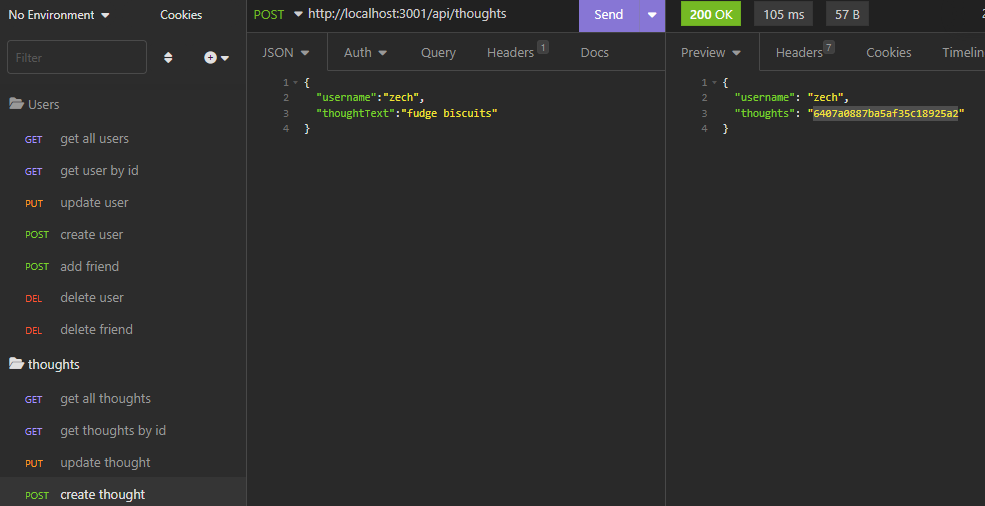 No Environment
Cookies
Filter
Users
GET get all users
GET get user by id
PUT update user
POST create user
POST add friend
DEL delete user
DEL delete friend
thoughts
GET get all thoughts
GET get thoughts by id
PUT update thought
POST create thought
POST http://localhost:3001/api/thoughts Send
JSON Auth Query Headers 1 Docs
1 {
2 "username":"zech",
3 "thoughtText":"fudge biscuits"
4 }
200 OK 105 ms 57 B
Preview Headers 7 Cookies Timelin
1 {
2 "username": "zech",
3 "thoughts": "6407a0887ba5af35c18925a2"
4 }